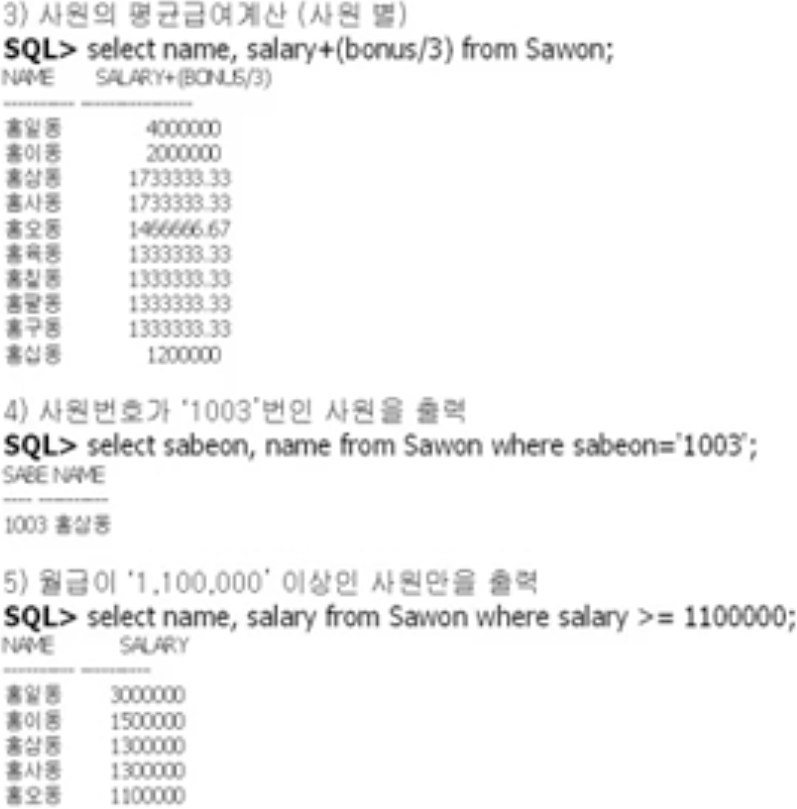 3) 사원의 평균급여계산 (사원 별)
SQL> select name, salary+(bonus/3) from Sawon;
NAME SALARY+(BONUS/3)
---------- ----------------
홍일동 4000000
홍이동 2000000
홍삼동 1733333.33
홍사동 1733333.33
홍오동 1466666.67
홍육동 1333333.33
홍칠동 1333333.33
홍팔동 1333333.33
홍구동 1333333.33
홍십동 1200000
4) 사원번호가 '1003'번인 사원을 출력
SQL> select sabeon, name from Sawon where sabeon='1003';
SABE NAME
---- ----------
1003 홍삼동
5) 월급이 '1,100,000' 이상인 사원만을 출력
SQL> select name, salary from Sawon where salary >= 1100000;
NAME SALARY
---------- ----------
홍일동 3000000
홍이동 1500000
홍삼동 1300000
홍사동 1300000
홍오동 1100000